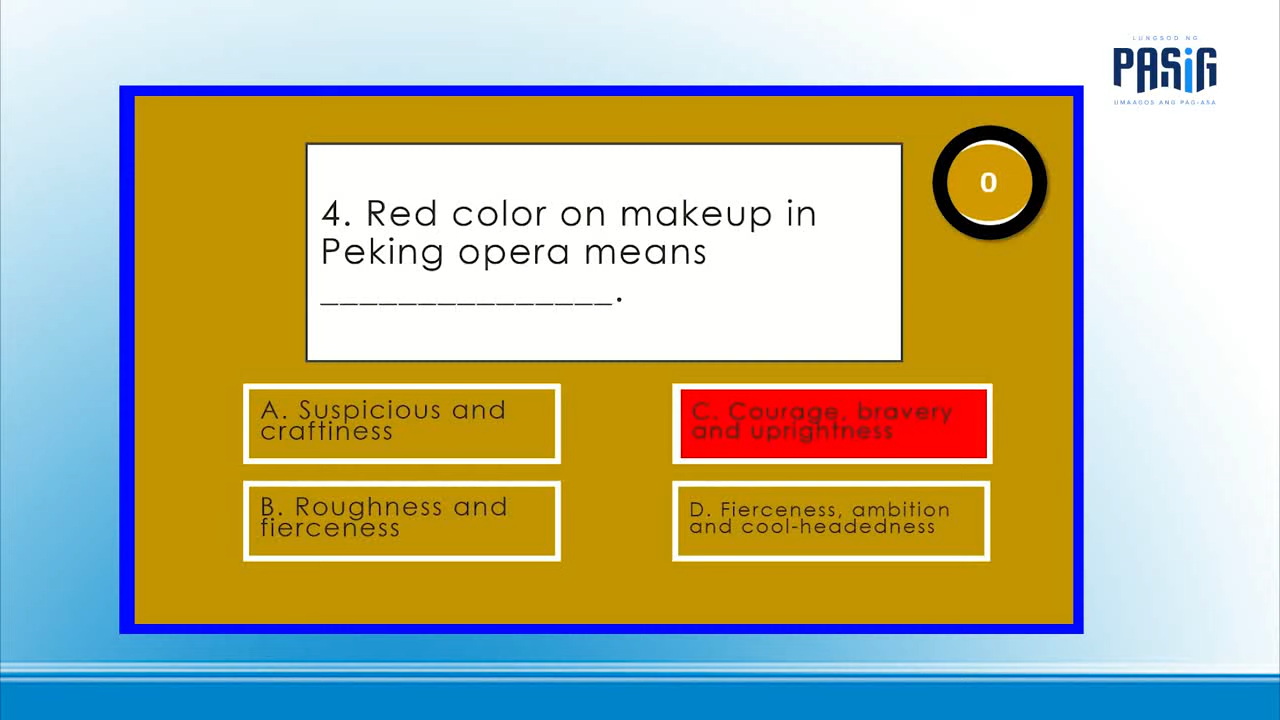 LUNGSOD NG
PASiG
UMAAGOS ANG PAG-ASA
0
4. Red color on makeup in
Peking opera means
_______________.
A. Suspicious and
craftiness
C. Courage, bravery
and uprightness
B. Roughness and
fierceness
D. Fierceness, ambition
and cool-headedness